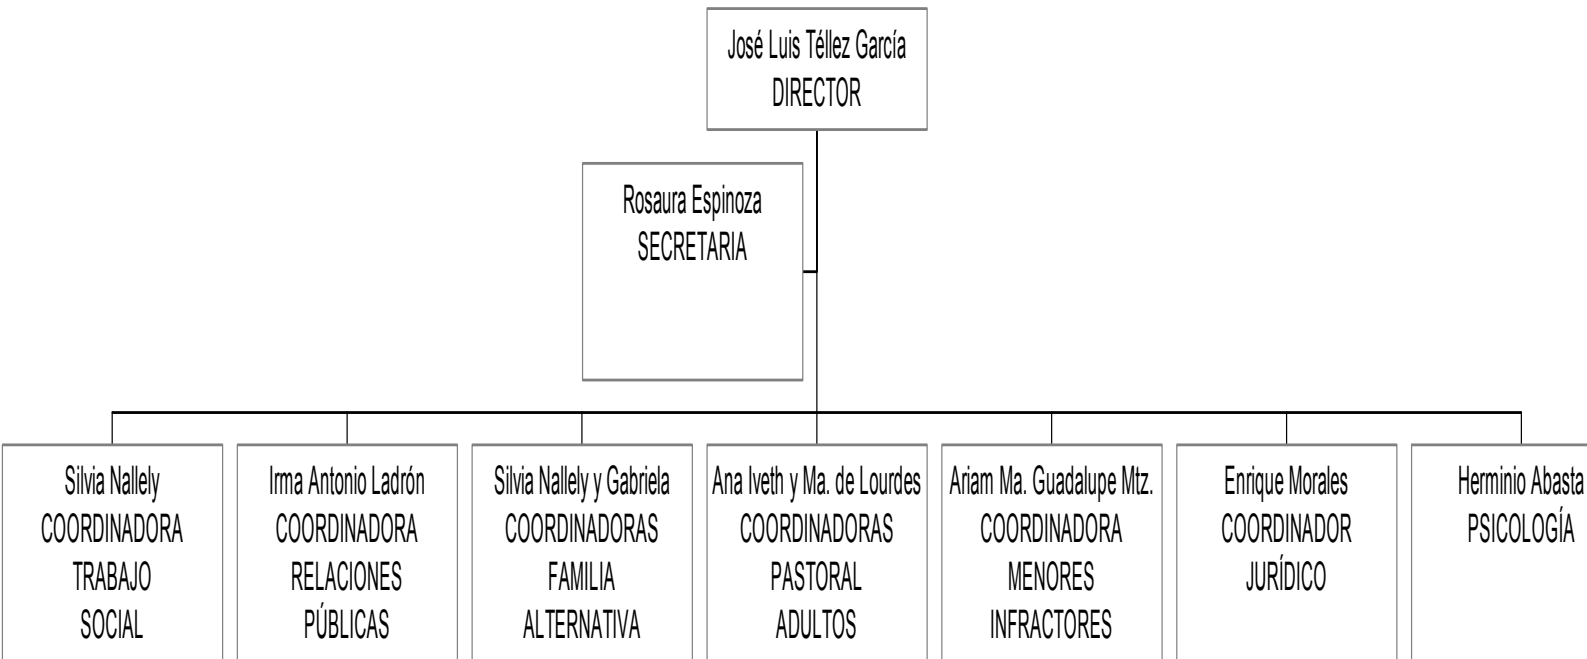 José Luis Téllez García
DIRECTOR
Rosaura Espinoza
SECRETARIA
Silvia Nallely
COORDINADORA
TRABAJO
SOCIAL
Irma Antonio Ladrón
COORDINADORA
RELACIONES
PÚBLICAS
Silvia Nallely y Gabriela
COORDINADORAS
FAMILIA
ALTERNATIVA
Ana Iveth y Ma. de Lourdes
COORDINADORAS
PASTORAL
ADULTOS
Ariam Ma. Guadalupe Mtz.
COORDINADORA
MENORES
INFRACTORES
Enrique Morales
COORDINADOR
JURÍDICO
Herminio Abasta
PSICOLOGÍA